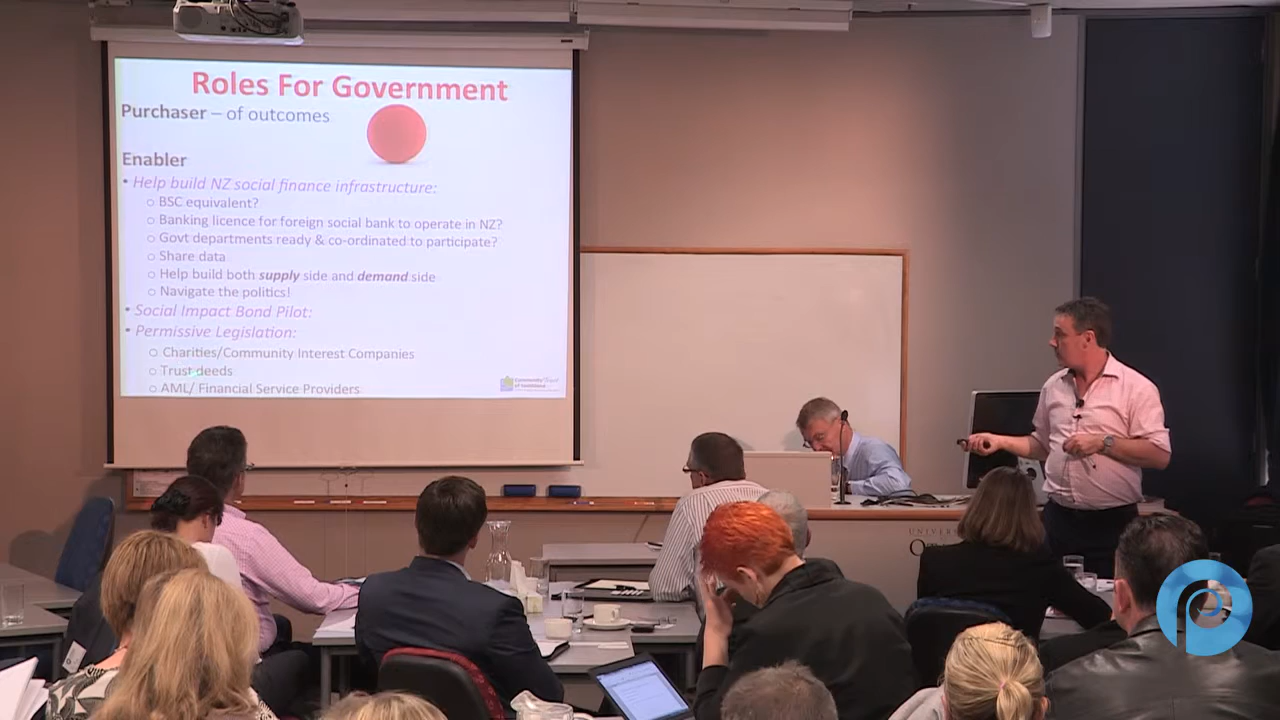 Roles For Government
Purchaser – of outcomes
Enabler
• Help build NZ social finance infrastructure:
o BSC equivalent?
o Banking licence for foreign social bank to operate in NZ?
o Govt departments ready & co-ordinated to participate?
o Share data
o Help build both supply side and demand side
o Navigate the politics!
• Social Impact Bond Pilot:
• Permissive Legislation:
o Charities/Community Interest Companies
o Trust deeds
o AML/ Financial Service Providers
Community Trust